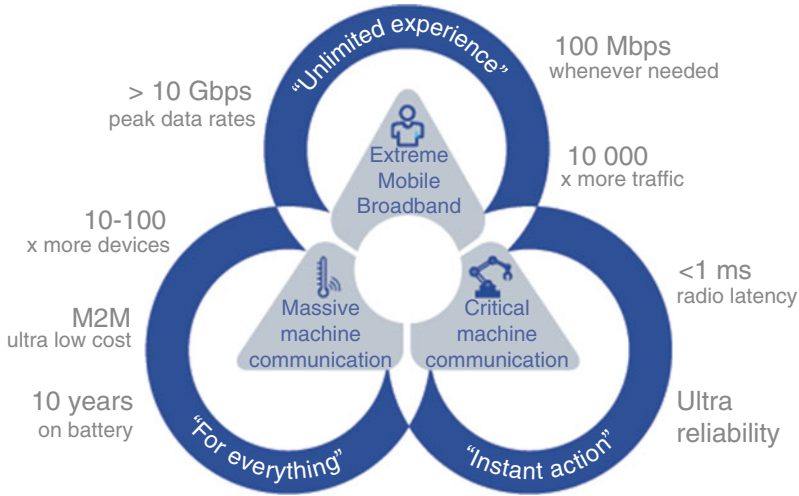 “Unlimited experience”
> 10 Gbps
peak data rates
100 Mbps
whenever needed
10 000
x more traffic
Extreme
Mobile
Broadband
10-100
x more devices
M2M
ultra low cost
10 years
on battery
Massive
machine
communication
“For everything”
Critical
machine
communication
“Instant action”
<1 ms
radio latency
Ultra
reliability